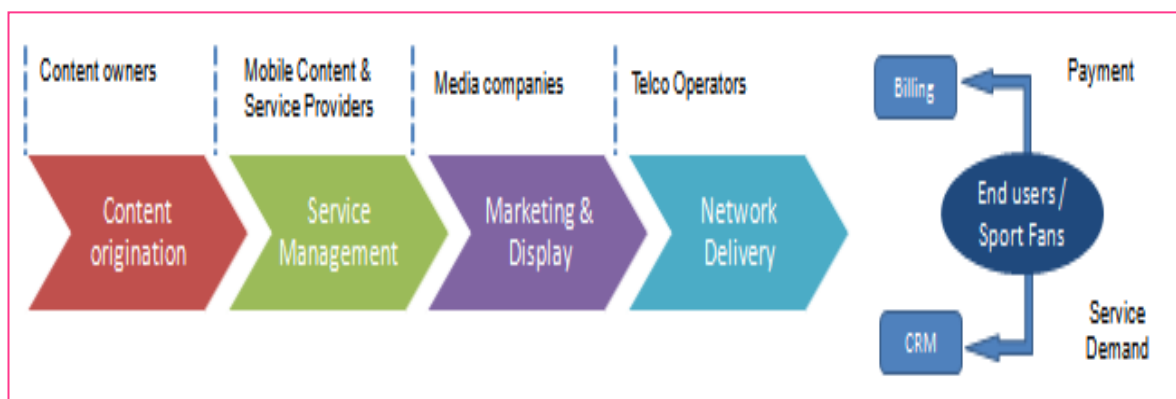 Content owners
Mobile Content &
Service Providers
Media companies
Telco Operators
Content
origination
Service
Management
Marketing &
Display
Network
Delivery
Billing
Payment
End users /
Sport Fans
CRM
Service
Demand